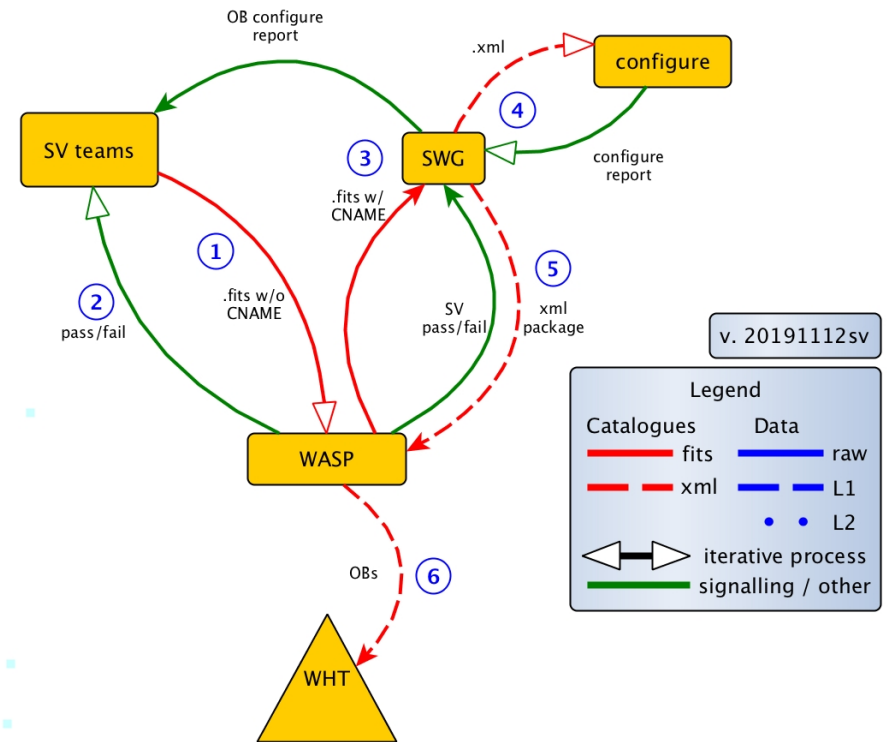 OB configure
report
.xml
configure
SV teams
4
3
SWG
configure
report
.fits w/
CNAME
1
5
2
pass/fail
.fits w/o
CNAME
SV
pass/fail
xml
package
v. 20191112sv
Legend
Catalogues Data
fits raw
xml L1
L2
iterative process
signalling / other
WASP
OBs
6
WHT